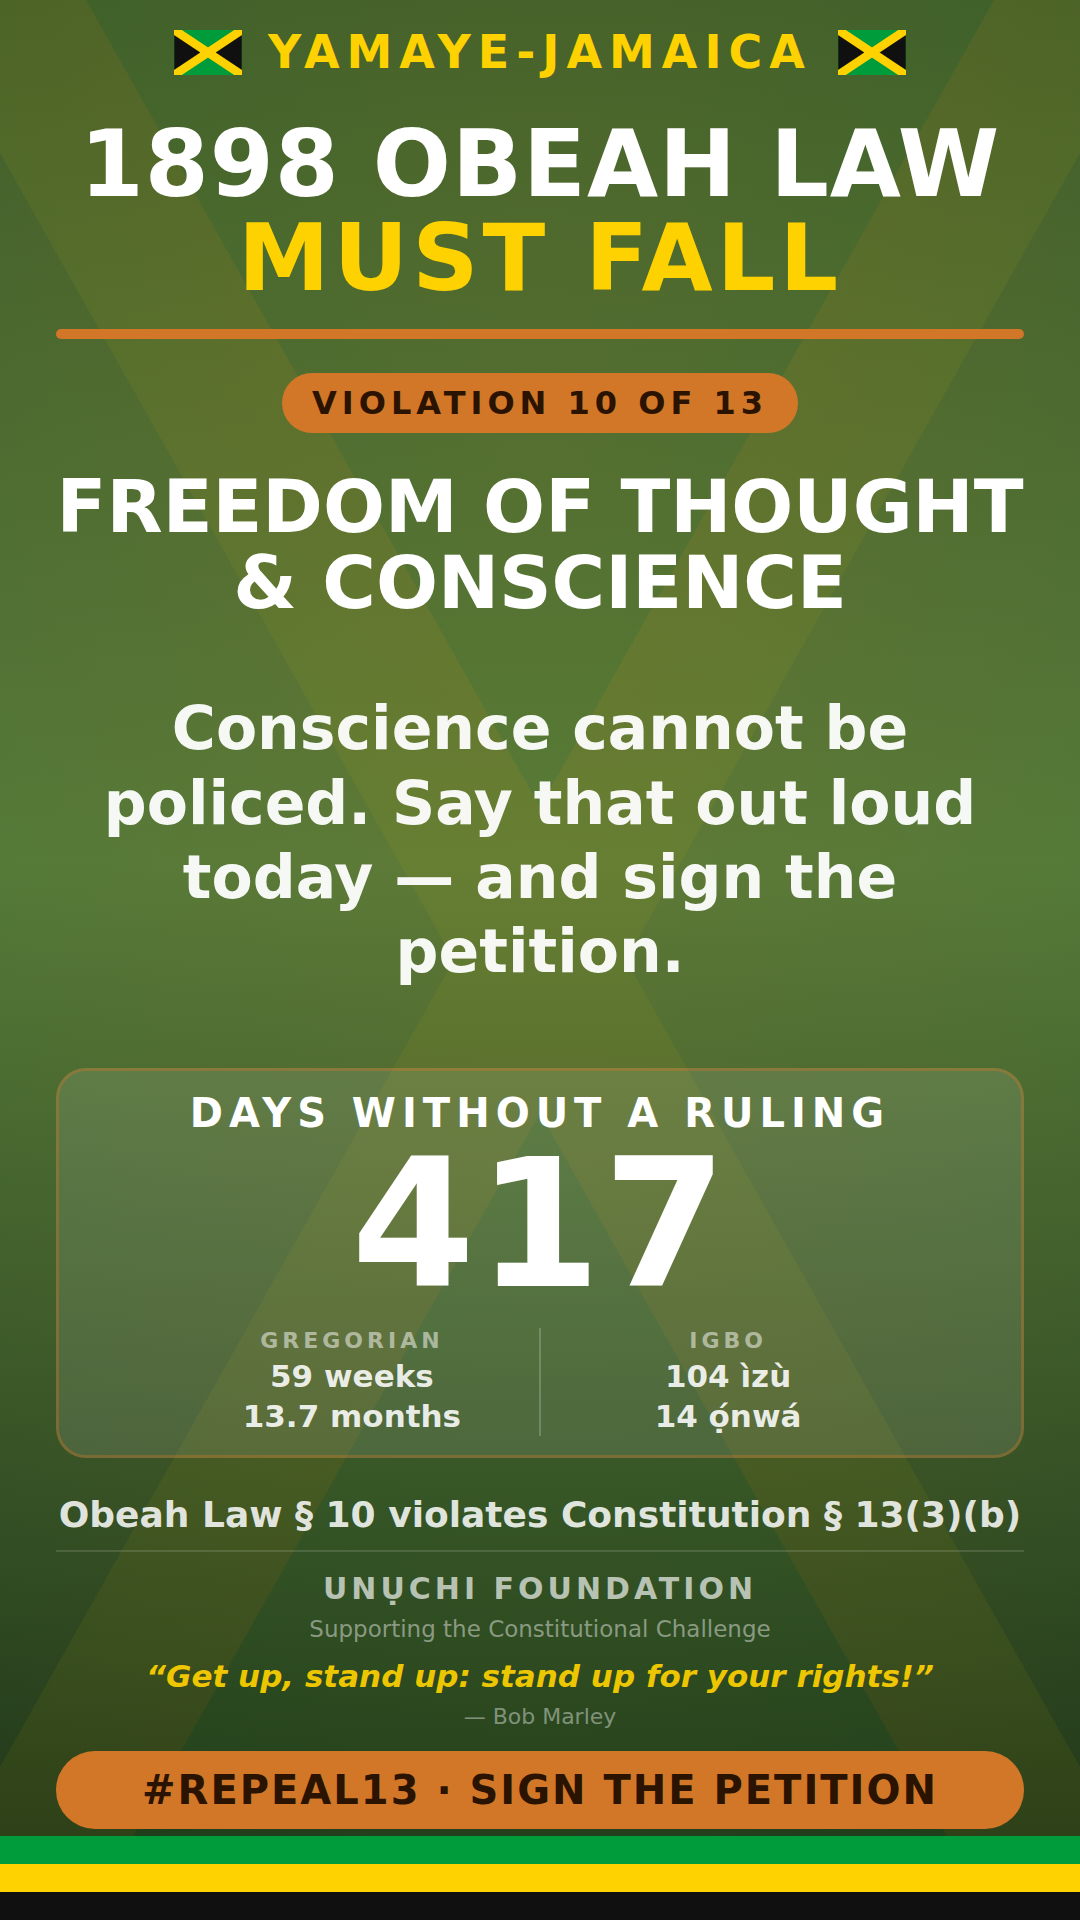 YAMAYE-JAMAICA
1898 OBEAH LAW
MUST FALL
VIOLATION 10 OF 13
FREEDOM OF THOUGHT
& CONSCIENCE
Conscience cannot be
policed. Say that out loud
today — and sign the
petition.
DAYS WITHOUT A RULING
417
GREGORIAN
59 weeks
13.7 months
IGBO
104 ìzù
14 ọ́nwá
Obeah Law § 10 violates Constitution § 13(3)(b)
UNỤCHI FOUNDATION
Supporting the Constitutional Challenge
“Get up, stand up: stand up for your rights!”
— Bob Marley
#REPEAL13 · SIGN THE PETITION